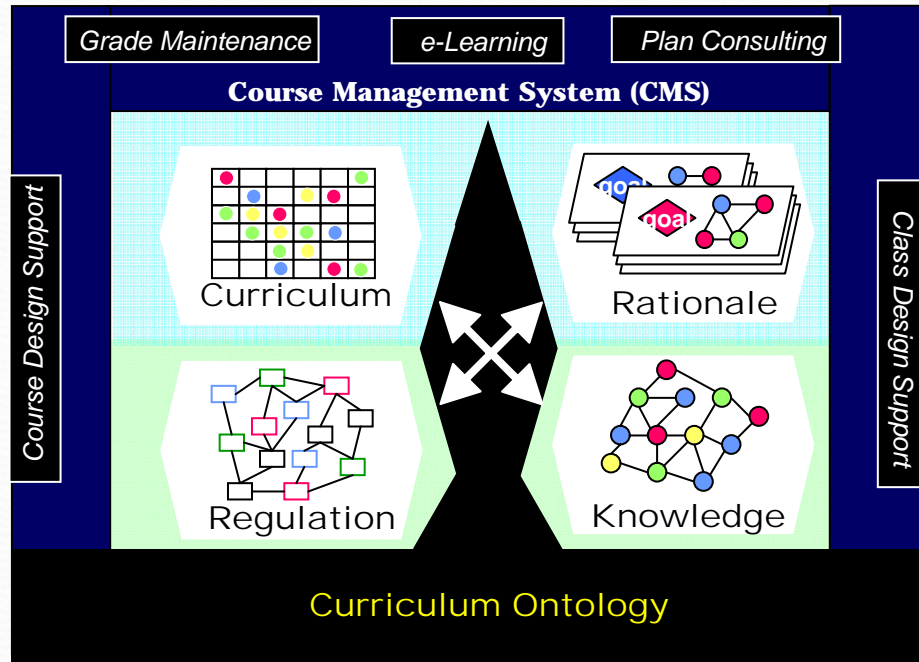 Grade Maintenance
e-Learning
Plan Consulting
Course Management System (CMS)
Course Design Support
Class Design Support
goal
goal
Curriculum
Rationale
Regulation
Knowledge
Curriculum Ontology